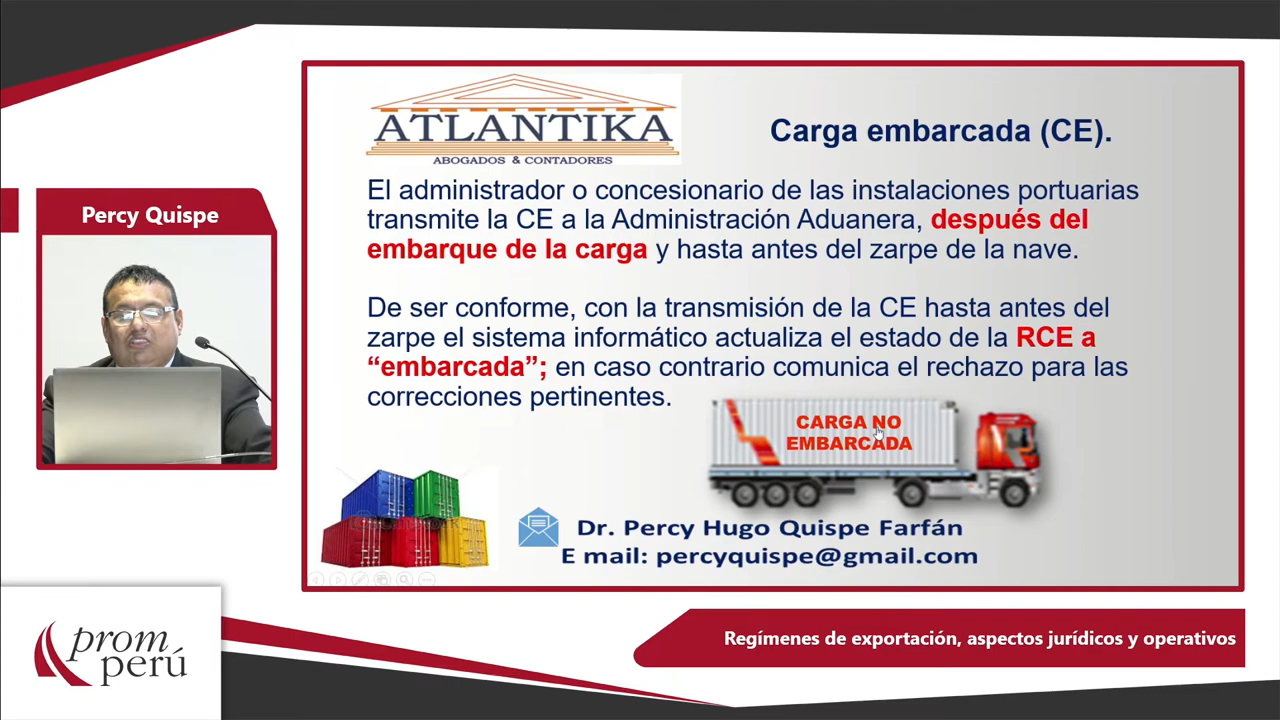 Percy Quispe
ATLANTIKA
ABOGADOS & CONTADORES
Carga embarcada (CE).
El administrador o concesionario de las instalaciones portuarias
transmite la CE a la Administración Aduanera, después del
embarque de la carga y hasta antes del zarpe de la nave.
De ser conforme, con la transmisión de la CE hasta antes del
zarpe el sistema informático actualiza el estado de la RCE a
“embarcada”; en caso contrario comunica el rechazo para las
correcciones pertinentes.
CARGA NO
EMBARCADA
Dr. Percy Hugo Quispe Farfán
E mail: percyquispe@gmail.com
prom
perú
Regímenes de exportación, aspectos jurídicos y operativos